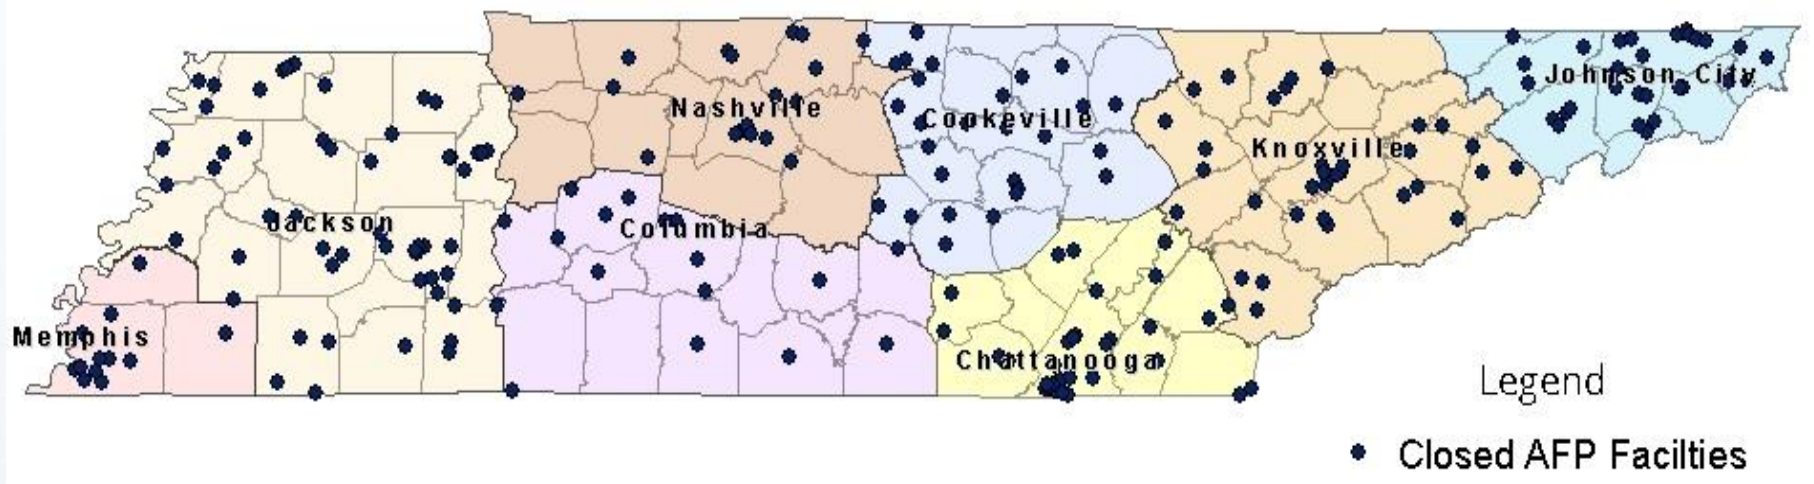 Nashville
Cookeville
Johnson City
Knoxville
Jackson
Columbia
Memphis
Chattanooga
Legend
Closed AFP Facilties